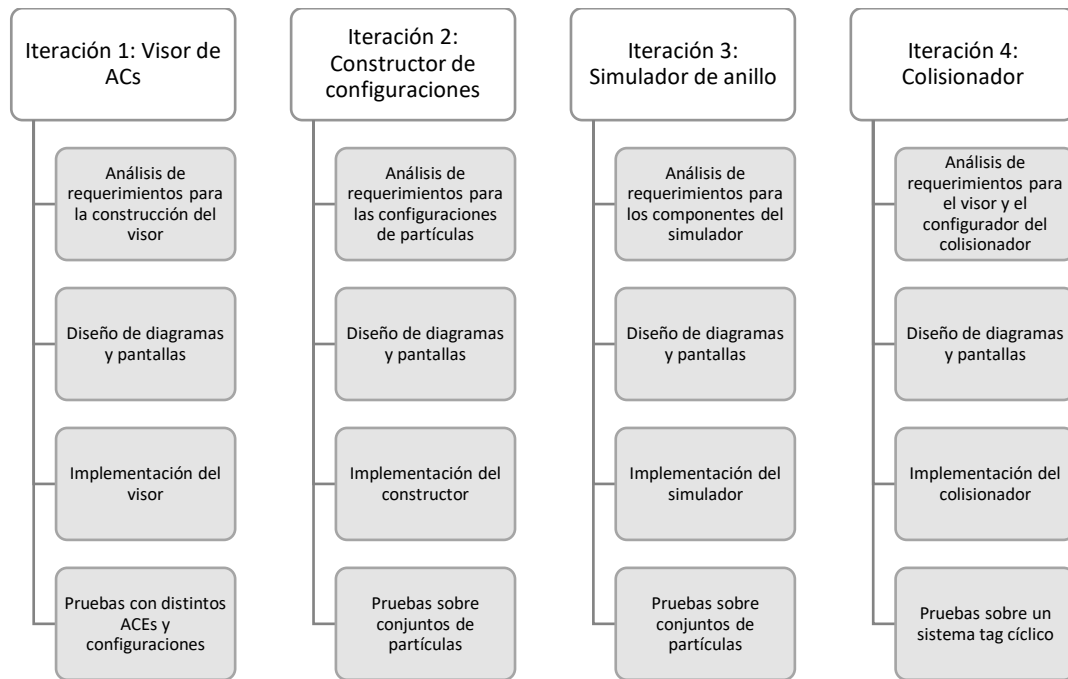 Iteración 1: Visor de
ACs
Análisis de
requerimientos para
la construcción del
visor
Diseño de diagramas
y pantallas
Implementación del
visor
Pruebas con distintos
ACEs y
configuraciones
Iteración 2:
Constructor de
configuraciones
Análisis de
requerimientos para
las configuraciones
de partículas
Diseño de diagramas
y pantallas
Implementación del
constructor
Pruebas sobre
conjuntos de
partículas
Iteración 3:
Simulador de anillo
Análisis de
requerimientos para
los componentes del
simulador
Diseño de diagramas
y pantallas
Implementación del
simulador
Pruebas sobre
conjuntos de
partículas
Iteración 4:
Colisionador
Análisis de
requerimientos para
el visor y el
configurador del
colisionador
Diseño de diagramas
y pantallas
Implementación del
colisionador
Pruebas sobre un
sistema tag cíclico